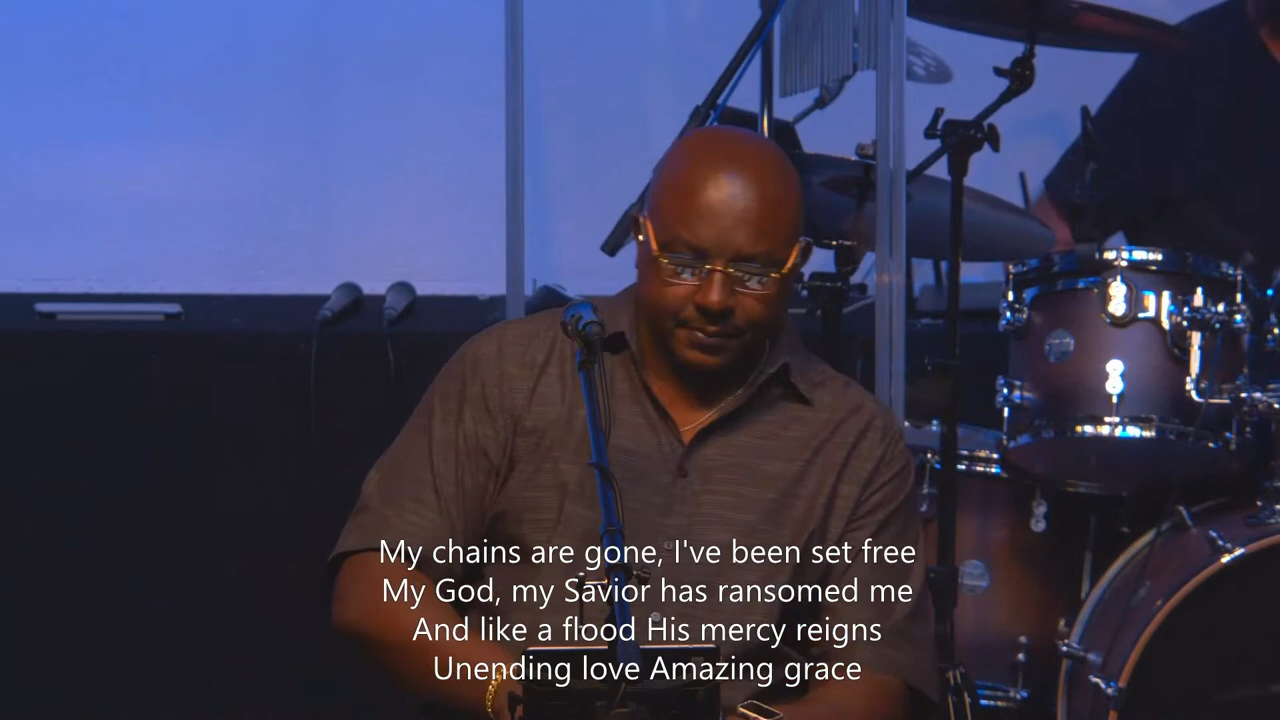 My chains are gone, I've been set free
My God, my Savior has ransomed me
And like a flood His mercy reigns
Unending love Amazing grace